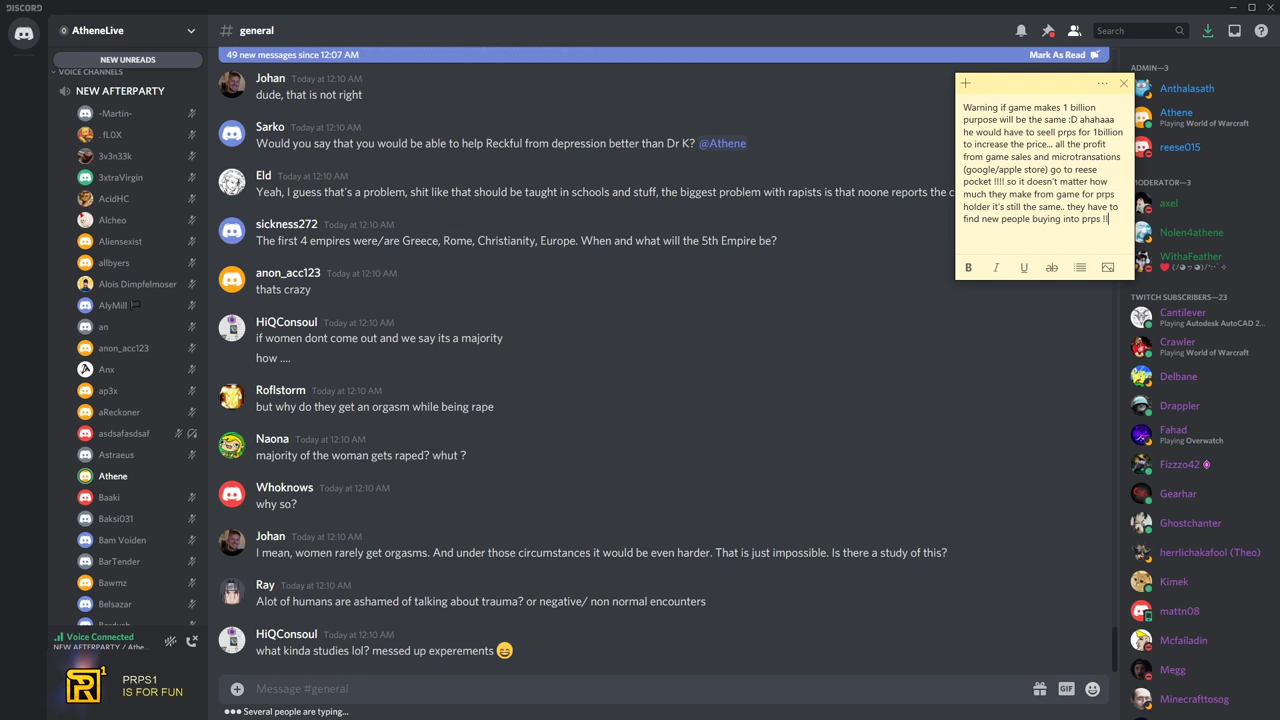 DISCORD
AtheneLive
NEW UNREADS
VOICE CHANNELS
NEW AFTERPARTY
-Martin-
. fL0X
3v3n33k
3xtraVirgin
AcidHC
Alcheo
Aliensexist
allbyers
Alois Dimpfelmoser
AlyMill
an
anon_acc123
Anx
ap3x
aReckoner
asdsafasdsaf
Astraeus
Athene
Baaki
Baksi031
Bam Voiden
BarTender
Bawmz
Belsazar
Voice Connected
NEW AFTERPARTY / Athe...
PRPS1
IS FOR FUN
# general
Search
49 new messages since 12:07 AM
Mark As Read
Johan Today at 12:10 AM
dude, that is not right
Sarko Today at 12:10 AM
Would you say that you would be able to help Reckful from depression better than Dr K? @Athene
Eld Today at 12:10 AM
Yeah, I guess that's a problem, shit like that should be taught in schools and stuff, the biggest problem with rapists is that noone reports the c
sickness272 Today at 12:10 AM
The first 4 empires were/are Greece, Rome, Christianity, Europe. When and what will the 5th Empire be?
anon_acc123 Today at 12:10 AM
thats crazy
HiQConsoul Today at 12:10 AM
if women dont come out and we say its a majority
how ....
Roflstorm Today at 12:10 AM
but why do they get an orgasm while being rape
Naona Today at 12:10 AM
majority of the woman gets raped? whut ?
Whoknows Today at 12:10 AM
why so?
Johan Today at 12:10 AM
I mean, women rarely get orgasms. And under those circumstances it would be even harder. That is just impossible. Is there a study of this?
Ray Today at 12:10 AM
Alot of humans are ashamed of talking about trauma? or negative/ non normal encounters
HiQConsoul Today at 12:10 AM
what kinda studies lol? messed up experements 😄
Message #general
GIF
Several people are typing...
Warning if game makes 1 billion
purpose will be the same :D ahahaaa
he would have to seell prps for 1billion
to increase the price... all the profit
from game sales and microtransations
(google/apple store) go to reese
pocket !!!! so it doesn't matter how
much they make from game for prps
holder it's still the same.. they have to
find new people buying into prps !!
B I U ab
ADMIN—3
Anthalasath
Athene
Playing World of Warcraft
reese015
MODERATOR—3
axel
Nolen4athene
WithaFeather
TWITCH SUBSCRIBERS—23
Cantilever
Playing Autodesk AutoCAD 2...
Crawler
Playing World of Warcraft
Delbane
Drappler
Fahad
Playing Overwatch
Fizzzo42
Gearhar
Ghostchanter
herrlichakafool (Theo)
Kimek
mattn08
Mcfailadin
Megg
Minecrafttosog